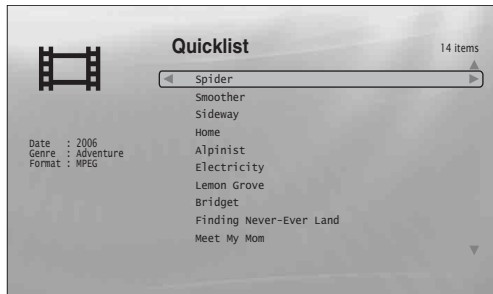 Quicklist
14 items
Spider
Smoother
Sideway
Home
Alpinist
Electricity
Lemon Grove
Bridget
Finding Never-Ever Land
Meet My Mom
Date : 2006
Genre : Adventure
Format : MPEG